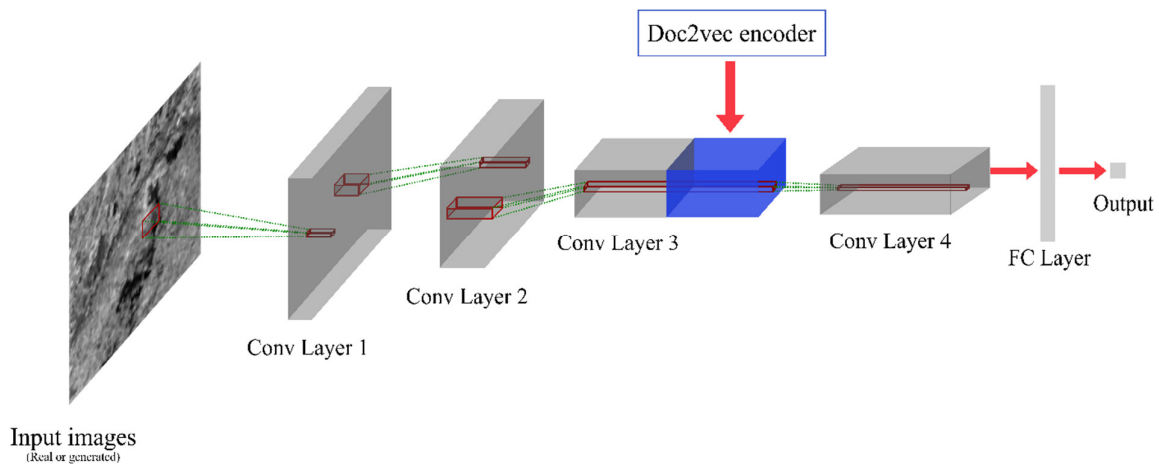 Doc2vec encoder
Conv Layer 1
Conv Layer 2
Conv Layer 3
Conv Layer 4
FC Layer
Output
Input images
(Real or generated)